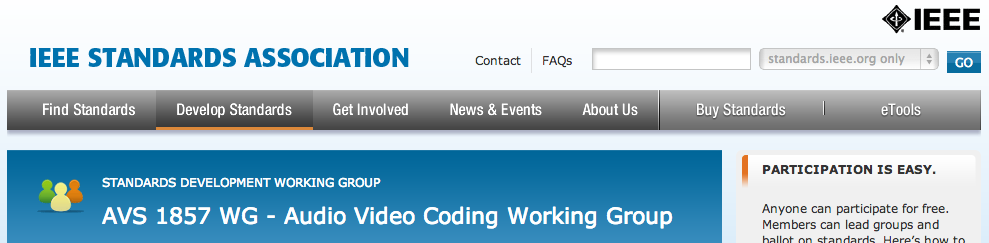 IEEE
IEEE STANDARDS ASSOCIATION
Contact FAQs standards.ieee.org only GO
Find Standards Develop Standards Get Involved News & Events About Us Buy Standards eTools
STANDARDS DEVELOPMENT WORKING GROUP
AVS 1857 WG - Audio Video Coding Working Group
PARTICIPATION IS EASY.
Anyone can participate for free.
Members can lead groups and
ballot on standards. Here's how to